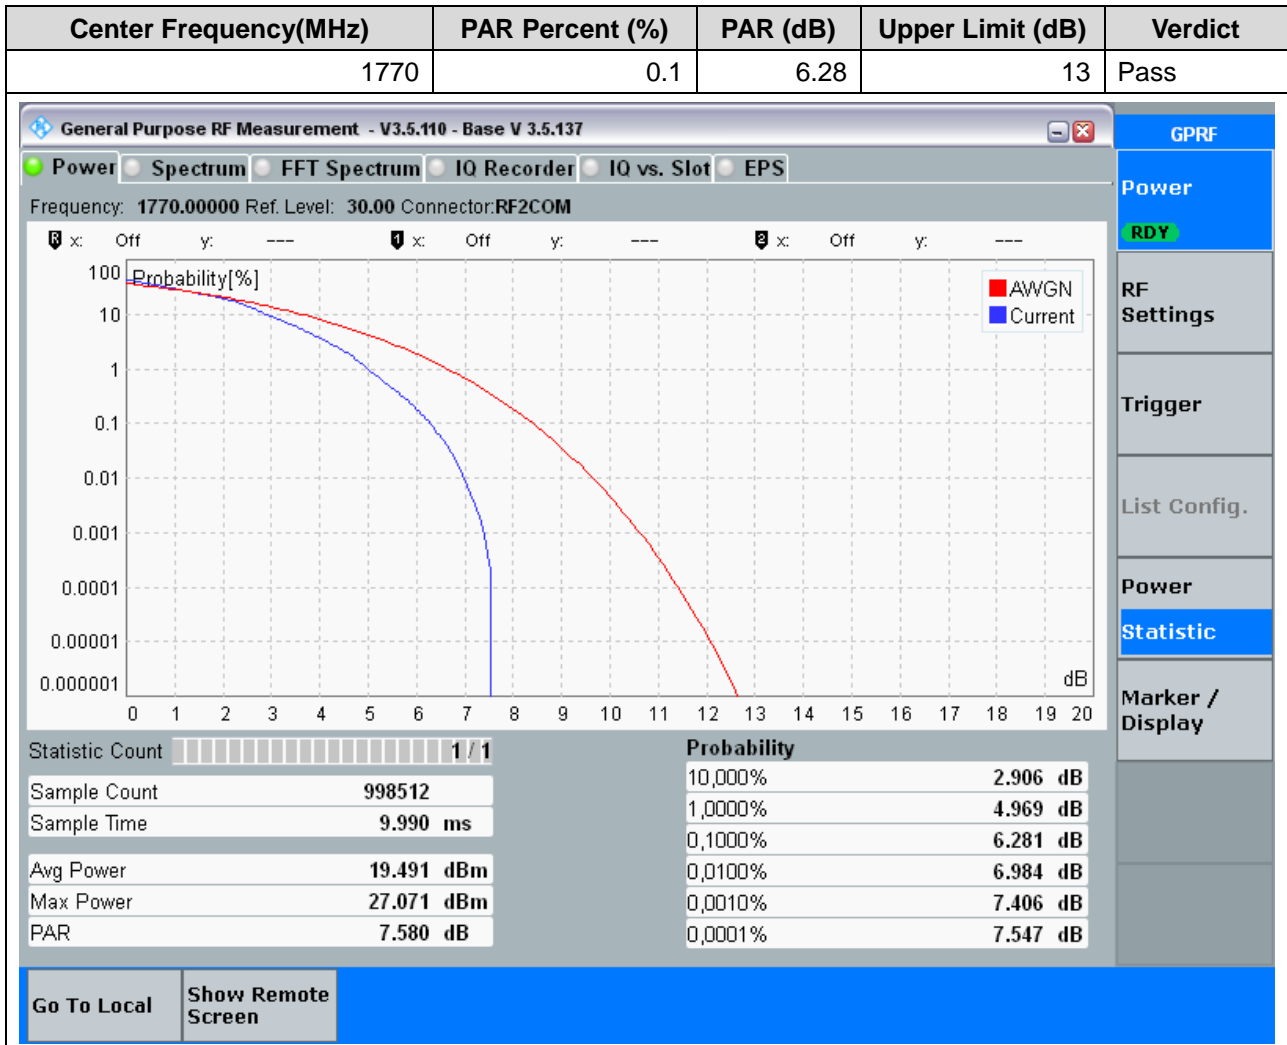 Center Frequency(MHz) PAR Percent (%) PAR (dB) Upper Limit (dB) Verdict
1770 0.1 6.28 13 Pass
General Purpose RF Measurement - V3.5.110 - Base V 3.5.137
GPRF
Power Spectrum FFT Spectrum IQ Recorder IQ vs. Slot EPS
Frequency: 1770.00000 Ref. Level: 30.00 Connector:RF2COM
R x: Off y: --- 1 x: Off y: --- 2 x: Off y: ---
Probability[%]
AWGN
Current
100
10
1
0.1
0.01
0.001
0.0001
0.00001
0.000001
dB
0 1 2 3 4 5 6 7 8 9 10 11 12 13 14 15 16 17 18 19 20
Statistic Count 1 / 1
Sample Count 998512
Sample Time 9.990 ms
Avg Power 19.491 dBm
Max Power 27.071 dBm
PAR 7.580 dB
Probability
10,000% 2.906 dB
1,0000% 4.969 dB
0,1000% 6.281 dB
0,0100% 6.984 dB
0,0010% 7.406 dB
0,0001% 7.547 dB
Power
RDY
RF
Settings
Trigger
List Config.
Power
Statistic
Marker /
Display
Go To Local
Show Remote
Screen